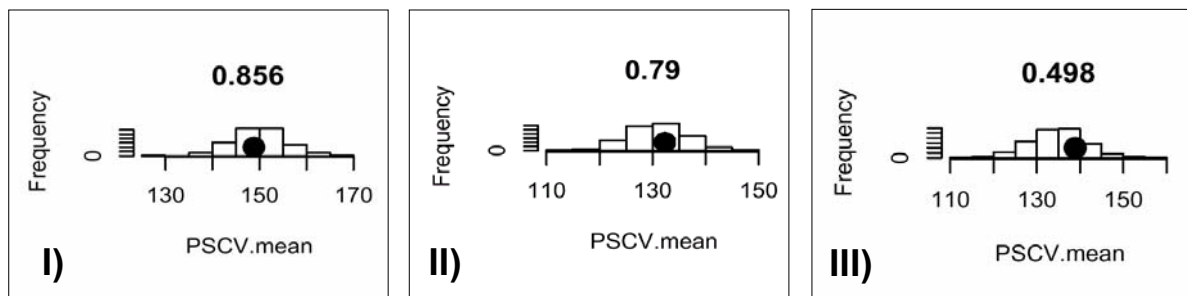 0.856
Frequency
0
130 150 170
PSCV.mean
I)
0.79
Frequency
0
110 130 150
PSCV.mean
II)
0.498
Frequency
0
110 130 150
PSCV.mean
III)